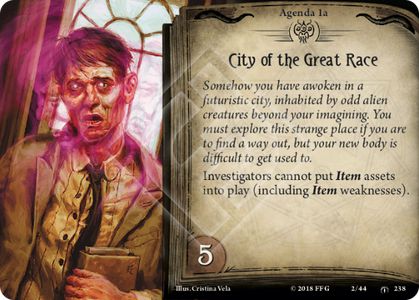 Agenda 1a
City of the Great Race
Somehow you have awoken in a
futuristic city, inhabited by odd alien
creatures beyond your imagining. You
must explore this strange place if you are
to find a way out, but your new body is
difficult to get used to.
Investigators cannot put Item assets
into play (including Item weaknesses).
5
Illus. Cristina Vela © 2018 FFG 2/44 238